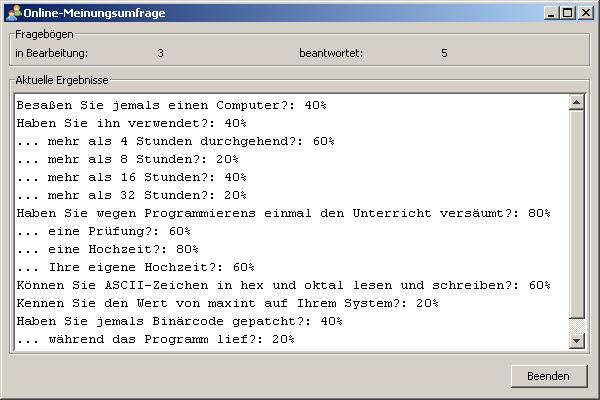 Online-Meinungsumfrage
Fragebögen
in Bearbeitung: 3 beantwortet: 5
Aktuelle Ergebnisse
Besaßen Sie jemals einen Computer?: 40%
Haben Sie ihn verwendet?: 40%
... mehr als 4 Stunden durchgehend?: 60%
... mehr als 8 Stunden?: 20%
... mehr als 16 Stunden?: 40%
... mehr als 32 Stunden?: 20%
Haben Sie wegen Programmierens einmal den Unterricht versäumt?: 80%
... eine Prüfung?: 60%
... eine Hochzeit?: 80%
... Ihre eigene Hochzeit?: 60%
Können Sie ASCII-Zeichen in hex und oktal lesen und schreiben?: 60%
Kennen Sie den Wert von maxint auf Ihrem System?: 20%
Haben Sie jemals Binärcode gepatcht?: 40%
... während das Programm lief?: 20%
Beenden